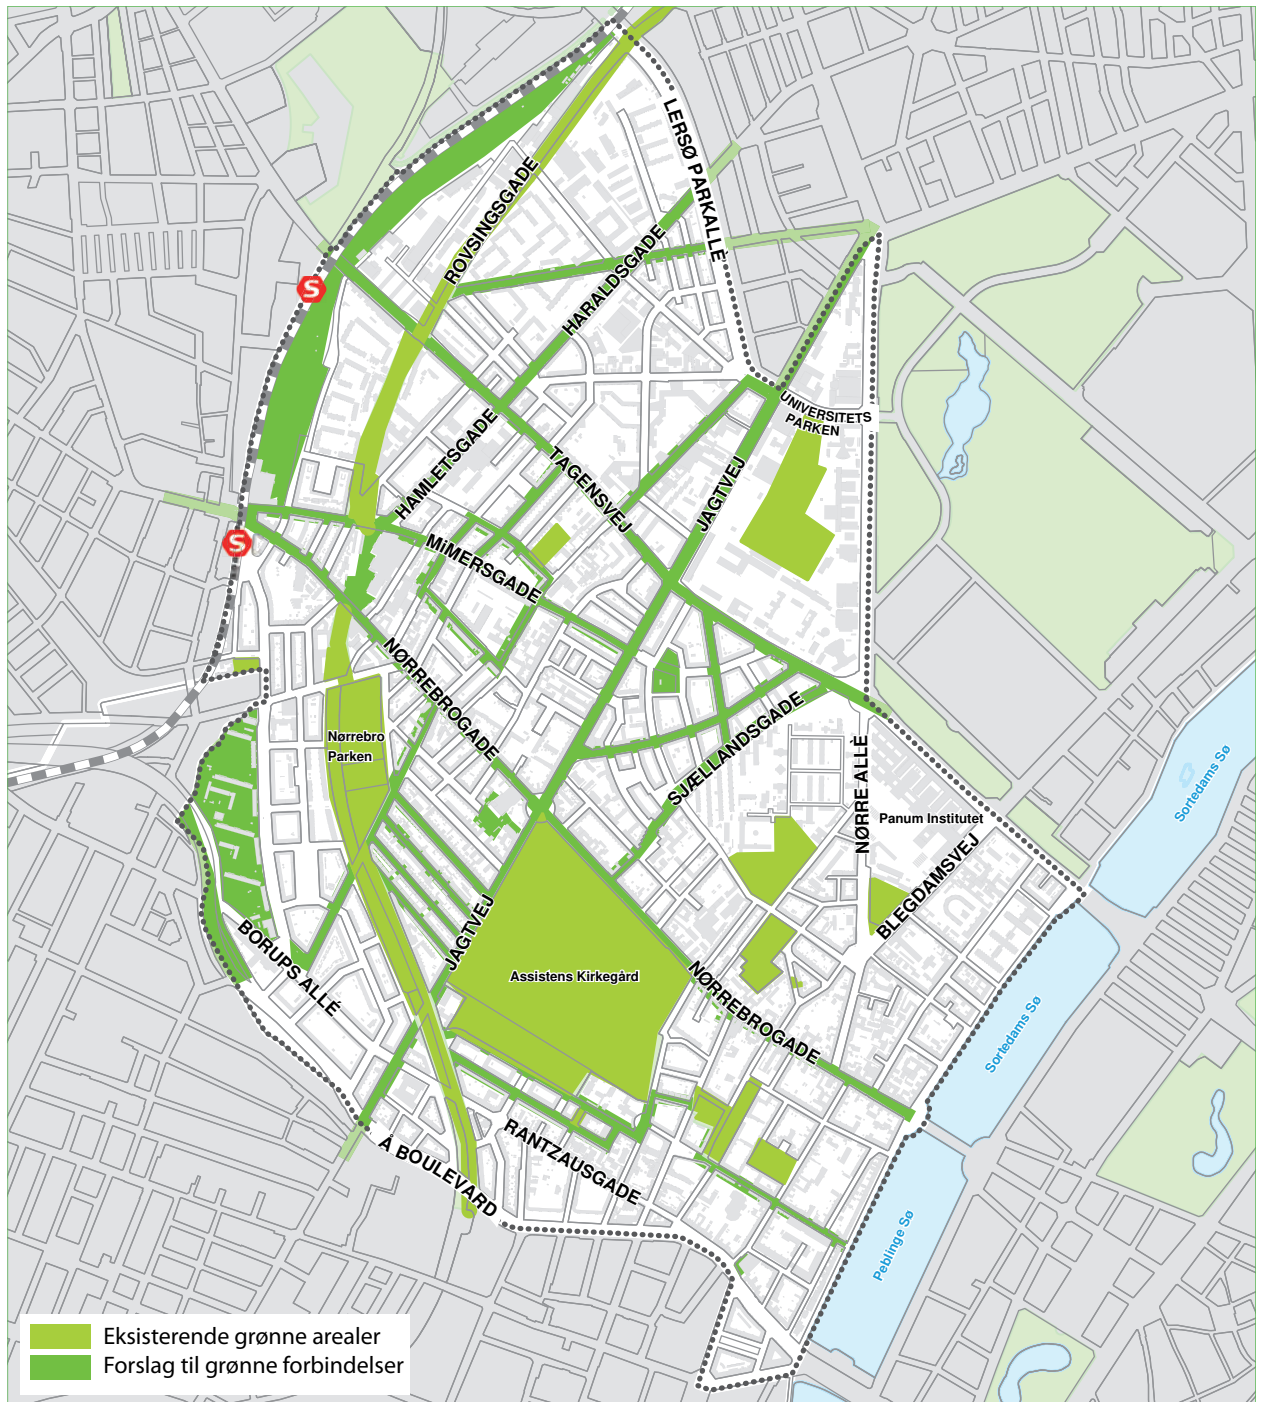 LERSØ PARKALLÈ
ROVSINGSGADE
HARALDSGADE
S
UNIVERSITETS
PARKEN
HAMLETSGADE
TAGENSVEJ
JAGTVEJ
S
MiMERSGADE
NØRREBROGADE
Nørrebro
Parken
SJÆLLANDSGADE
NØRRE ALLÈ
Panum Institutet
BLEGDAMSVEJ
Sortedams Sø
JAGTVEJ
BORUPS ALLÉ
Assistens Kirkegård
NØRREBROGADE
Sortedams Sø
RANTZAUSGADE
Å BOULEVARD
Peblinge Sø
Eksisterende grønne arealer
Forslag til grønne forbindelser